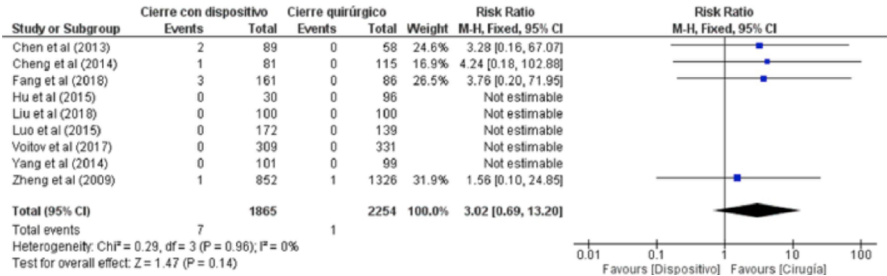 Cierre con dispositivo Cierre quirúrgico Risk Ratio Risk Ratio
Study or Subgroup Events Total Events Total Weight M-H, Fixed, 95% CI M-H, Fixed, 95% CI
Chen et al (2013) 2 89 0 58 24.6% 3.28 [0.16, 67.07]
Cheng et al (2014) 1 81 0 115 16.9% 4.24 [0.18, 102.88]
Fang et al (2018) 3 161 0 86 26.5% 3.76 [0.20, 71.95]
Hu et al (2015) 0 30 0 96 Not estimable
Liu et al (2018) 0 100 0 100 Not estimable
Luo et al (2015) 0 172 0 139 Not estimable
Voitov et al (2017) 0 309 0 331 Not estimable
Yang et al (2014) 0 101 0 99 Not estimable
Zheng et al (2009) 1 852 1 1326 31.9% 1.56 [0.10, 24.85]
Total (95% CI) 1865 2254 100.0% 3.02 [0.69, 13.20]
Total events 7 1
Heterogeneity: Chi² = 0.29, df = 3 (P = 0.96); I² = 0%
Test for overall effect: Z = 1.47 (P = 0.14)
0.01 0.1 1 10 100
Favours [Dispositivo] Favours [Cirugía]